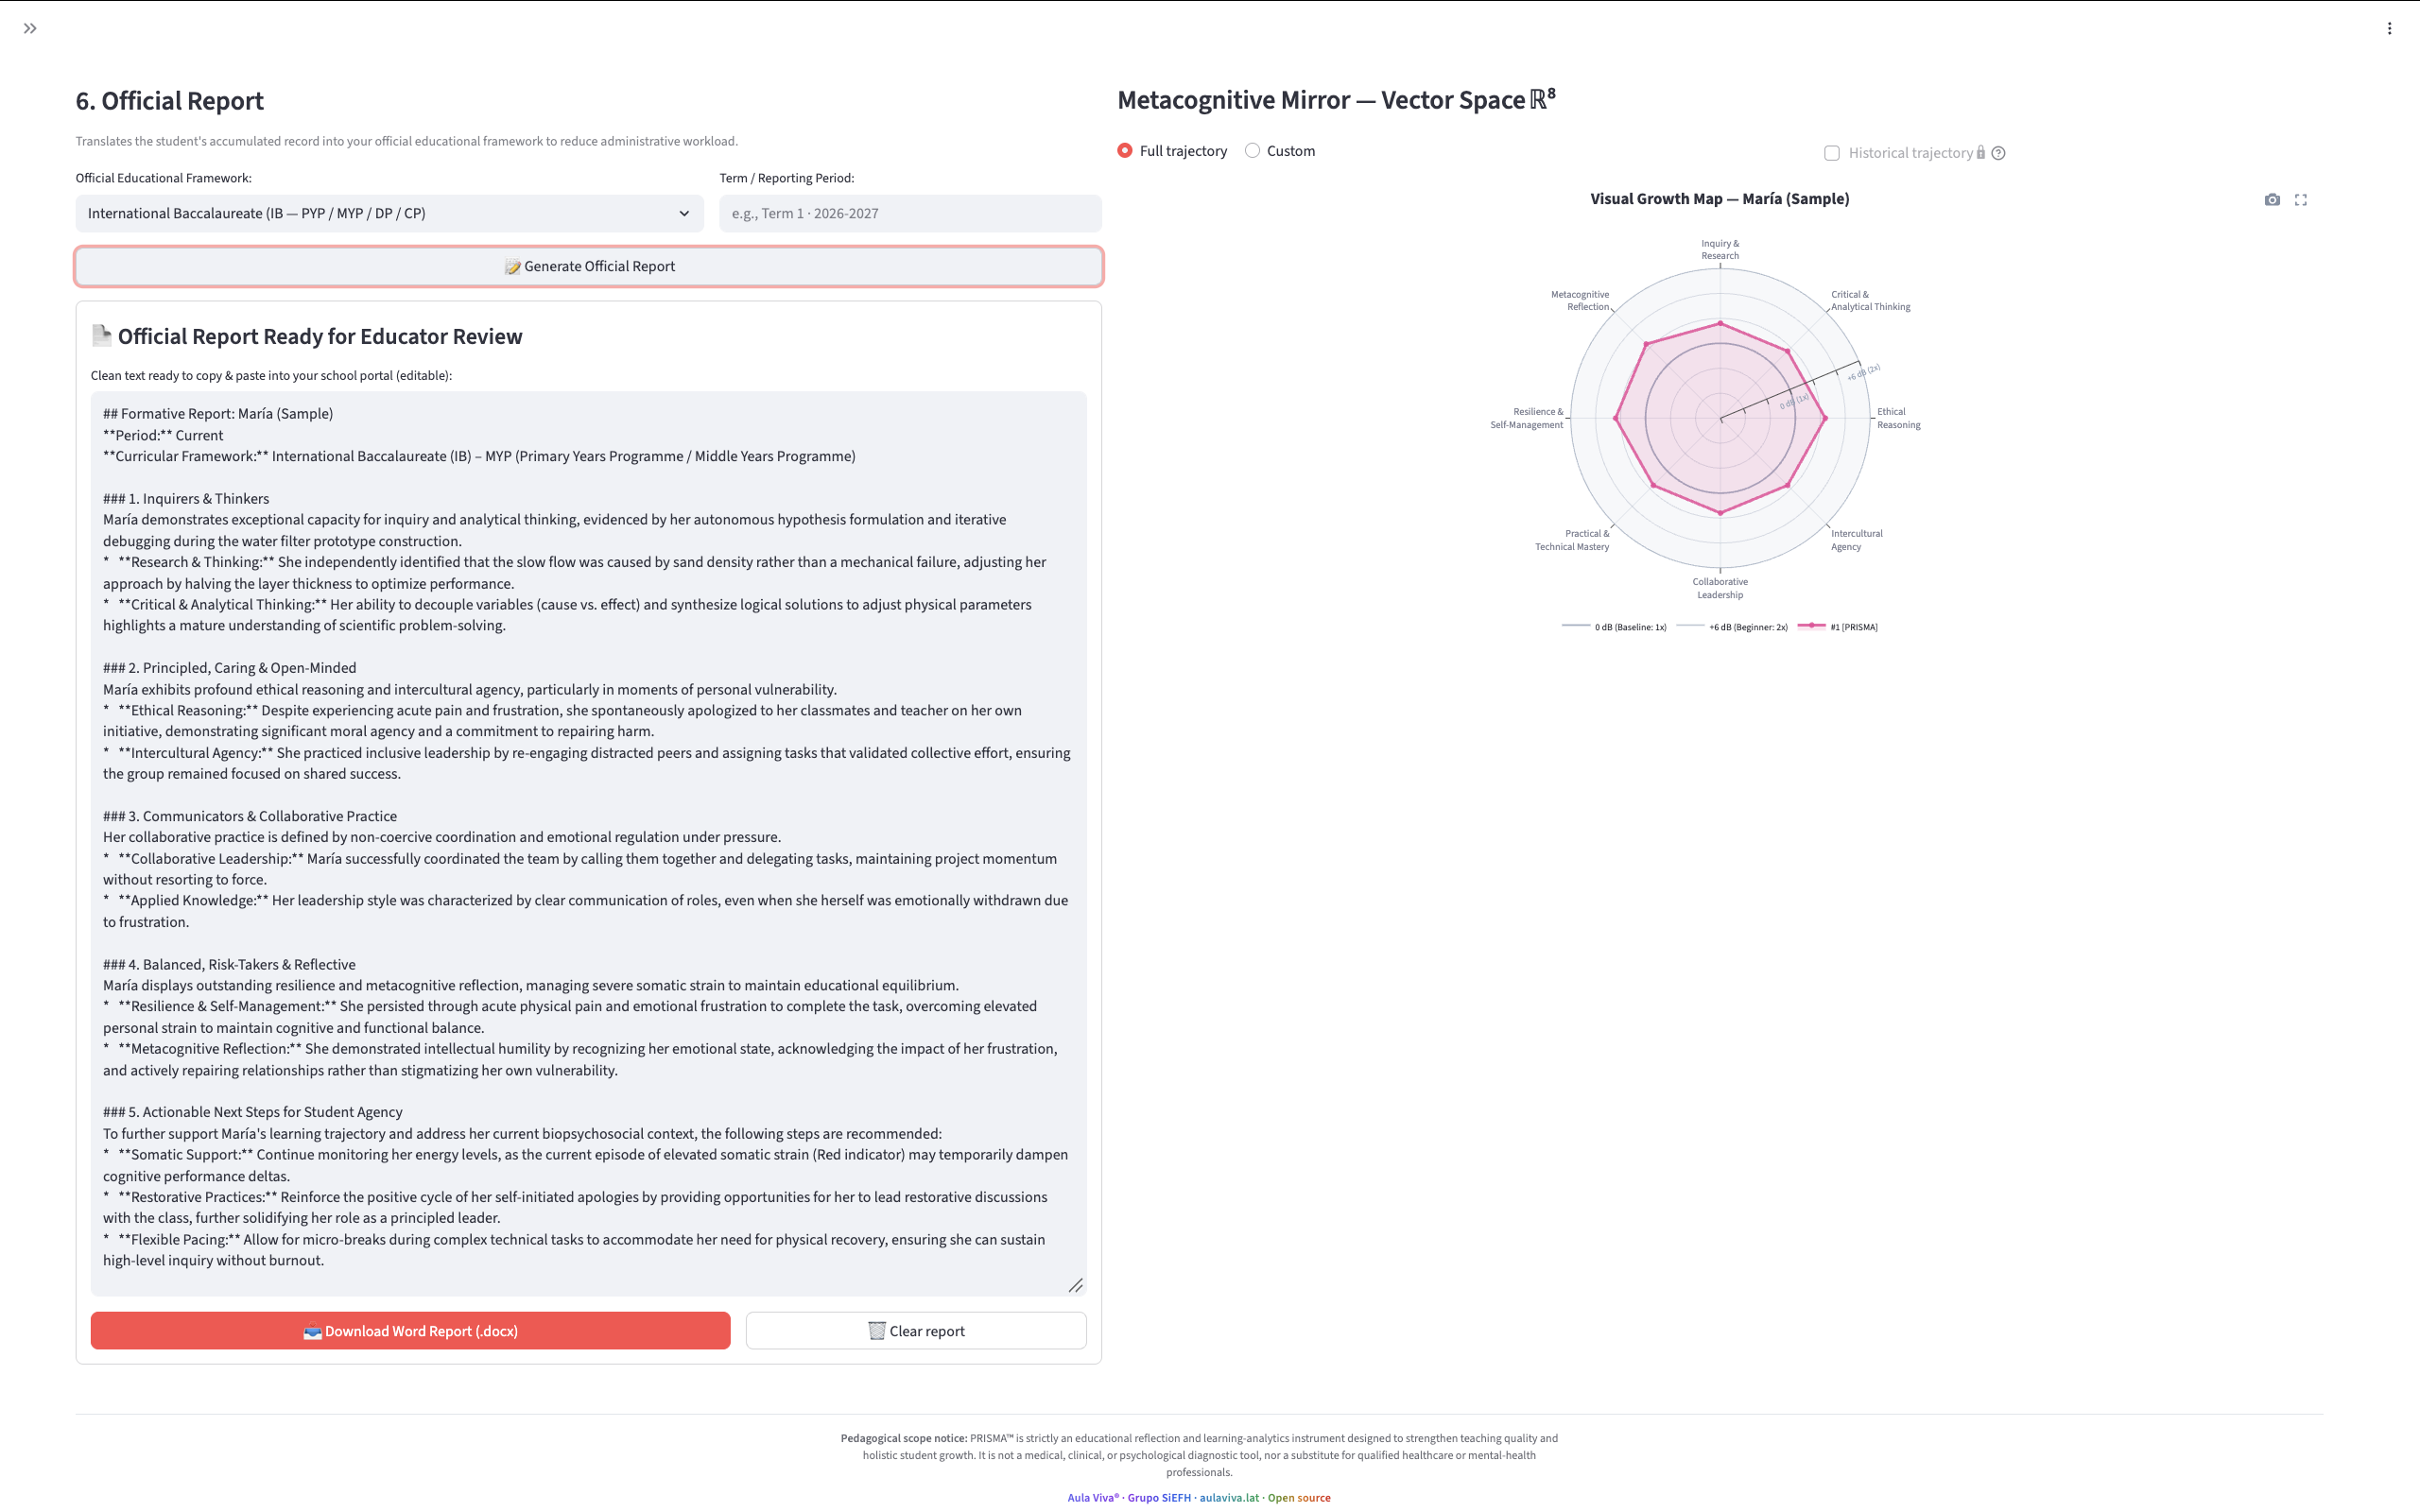 6. Official Report
Translates the student's accumulated record into your official educational framework to reduce administrative workload.
Official Educational Framework:
International Baccalaureate (IB — PYP / MYP / DP / CP)
Term / Reporting Period:
e.g., Term 1 · 2026-2027
📝 Generate Official Report
📄 Official Report Ready for Educator Review
Clean text ready to copy & paste into your school portal (editable):
## Formative Report: María (Sample)
**Period:** Current
**Curricular Framework:** International Baccalaureate (IB) – MYP (Primary Years Programme / Middle Years Programme)
### 1. Inquirers & Thinkers
María demonstrates exceptional capacity for inquiry and analytical thinking, evidenced by her autonomous hypothesis formulation and iterative
debugging during the water filter prototype construction.
*   **Research & Thinking:** She independently identified that the slow flow was caused by sand density rather than a mechanical failure, adjusting her
approach by halving the layer thickness to optimize performance.
*   **Critical & Analytical Thinking:** Her ability to decouple variables (cause vs. effect) and synthesize logical solutions to adjust physical parameters
highlights a mature understanding of scientific problem-solving.
### 2. Principled, Caring & Open-Minded
María exhibits profound ethical reasoning and intercultural agency, particularly in moments of personal vulnerability.
*   **Ethical Reasoning:** Despite experiencing acute pain and frustration, she spontaneously apologized to her classmates and teacher on her own
initiative, demonstrating significant moral agency and a commitment to repairing harm.
*   **Intercultural Agency:** She practiced inclusive leadership by re-engaging distracted peers and assigning tasks that validated collective effort, ensuring
the group remained focused on shared success.
### 3. Communicators & Collaborative Practice
Her collaborative practice is defined by non-coercive coordination and emotional regulation under pressure.
*   **Collaborative Leadership:** María successfully coordinated the team by calling them together and delegating tasks, maintaining project momentum
without resorting to force.
*   **Applied Knowledge:** Her leadership style was characterized by clear communication of roles, even when she herself was emotionally withdrawn due
to frustration.
### 4. Balanced, Risk-Takers & Reflective
María displays outstanding resilience and metacognitive reflection, managing severe somatic strain to maintain educational equilibrium.
*   **Resilience & Self-Management:** She persisted through acute physical pain and emotional frustration to complete the task, overcoming elevated
personal strain to maintain cognitive and functional balance.
*   **Metacognitive Reflection:** She demonstrated intellectual humility by recognizing her emotional state, acknowledging the impact of her frustration,
and actively repairing relationships rather than stigmatizing her own vulnerability.
### 5. Actionable Next Steps for Student Agency
To further support María's learning trajectory and address her current biopsychosocial context, the following steps are recommended:
*   **Somatic Support:** Continue monitoring her energy levels, as the current episode of elevated somatic strain (Red indicator) may temporarily dampen
cognitive performance deltas.
*   **Restorative Practices:** Reinforce the positive cycle of her self-initiated apologies by providing opportunities for her to lead restorative discussions
with the class, further solidifying her role as a principled leader.
*   **Flexible Pacing:** Allow for micro-breaks during complex technical tasks to accommodate her need for physical recovery, ensuring she can sustain
high-level inquiry without burnout.
📥 Download Word Report (.docx)
🗑️ Clear report
Metacognitive Mirror — Vector Space ℝ⁸
Full trajectory
Custom
Historical trajectory
Visual Growth Map — María (Sample)
Inquiry &
Research
Critical &
Analytical Thinking
Ethical
Reasoning
Intercultural
Agency
Collaborative
Leadership
Practical &
Technical Mastery
Resilience &
Self-Management
Metacognitive
Reflection
+6 dB (2x)
0 dB (1x)
0 dB (Baseline: 1x)
+6 dB (Beginner: 2x)
#1 [PRISMA]
Pedagogical scope notice: PRISMA™ is strictly an educational reflection and learning-analytics instrument designed to strengthen teaching quality and
holistic student growth. It is not a medical, clinical, or psychological diagnostic tool, nor a substitute for qualified healthcare or mental-health
professionals.
Aula Viva® · Grupo SiEFH · aulaviva.lat · Open source